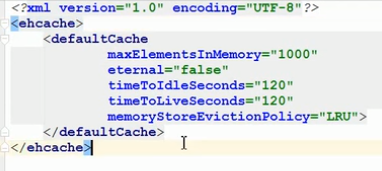 <?xml version="1.0" encoding="UTF-8"?>
<ehcache>
<defaultCache
maxElementsInMemory="1000"
eternal="false"
timeToIdleSeconds="120"
timeToLiveSeconds="120"
memoryStoreEvictionPolicy="LRU">
</defaultCache>
</ehcache>